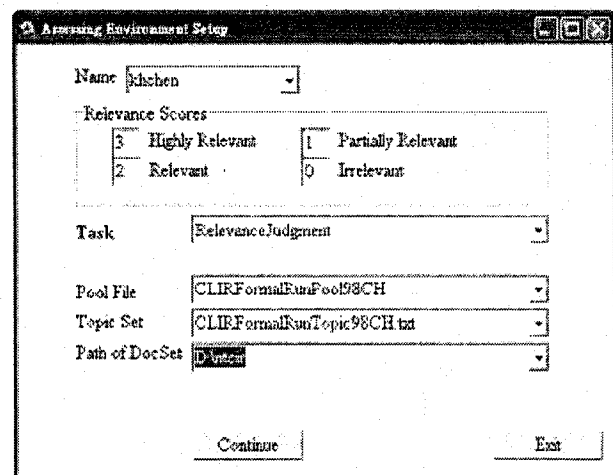 Assessing Environment Setup
Name khchen
Relevance Scores
3 Highly Relevant 1 Partially Relevant
2 Relevant 0 Irrelevant
Task RelevanceJudgment
Pool File CLIRFormalRunPool98CH
Topic Set CLIRFormalRunTopic98CH.txt
Path of DocSet
Continue Exit